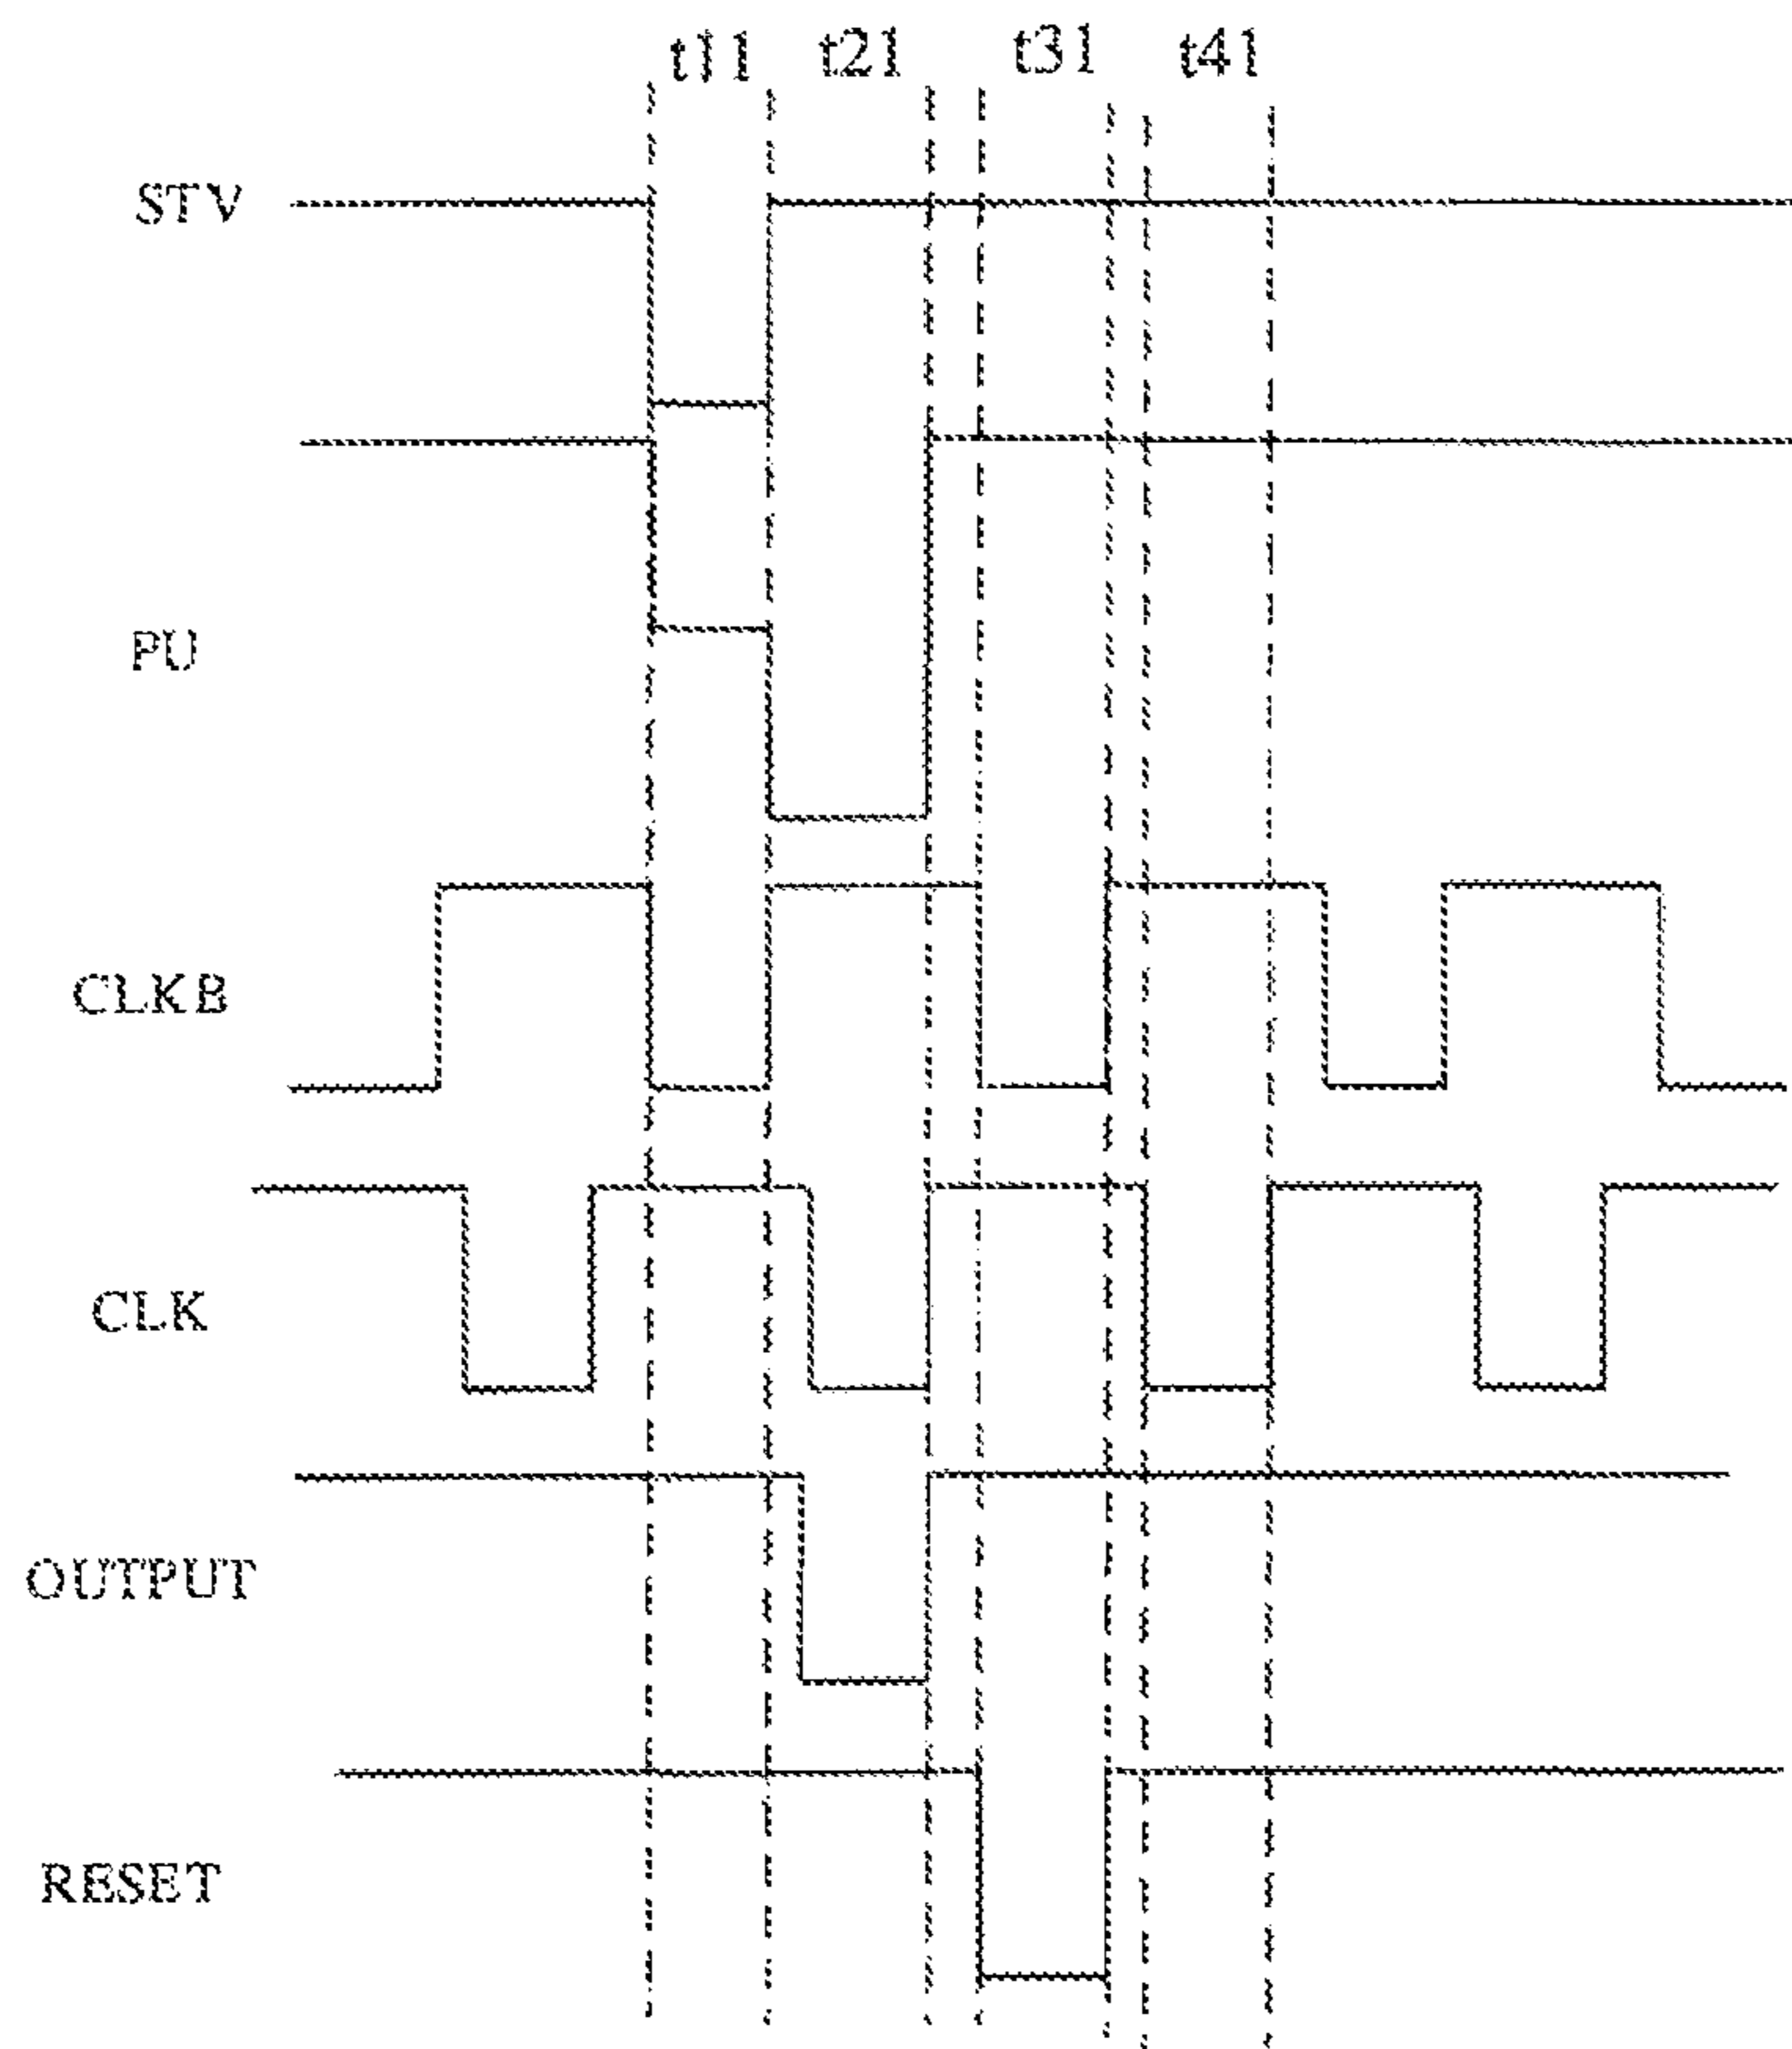 t11 t21 t31 t41
STV
PU
CLKB
CLK
OUTPUT
RESET